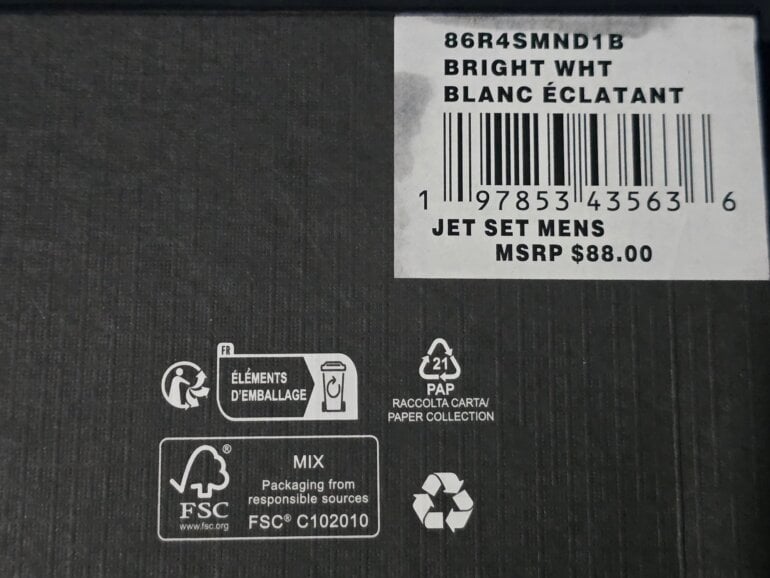 86R4SMND1B
BRIGHT WHT
BLANC ÉCLATANT
1 97853 43563 6
JET SET MENS
MSRP $88.00
FR
ÉLÉMENTS
D'EMBALLAGE
21
PAP
RACCOLTA CARTA/
PAPER COLLECTION
®
FSC
www.fsc.org
MIX
Packaging from
responsible sources
FSC® C102010